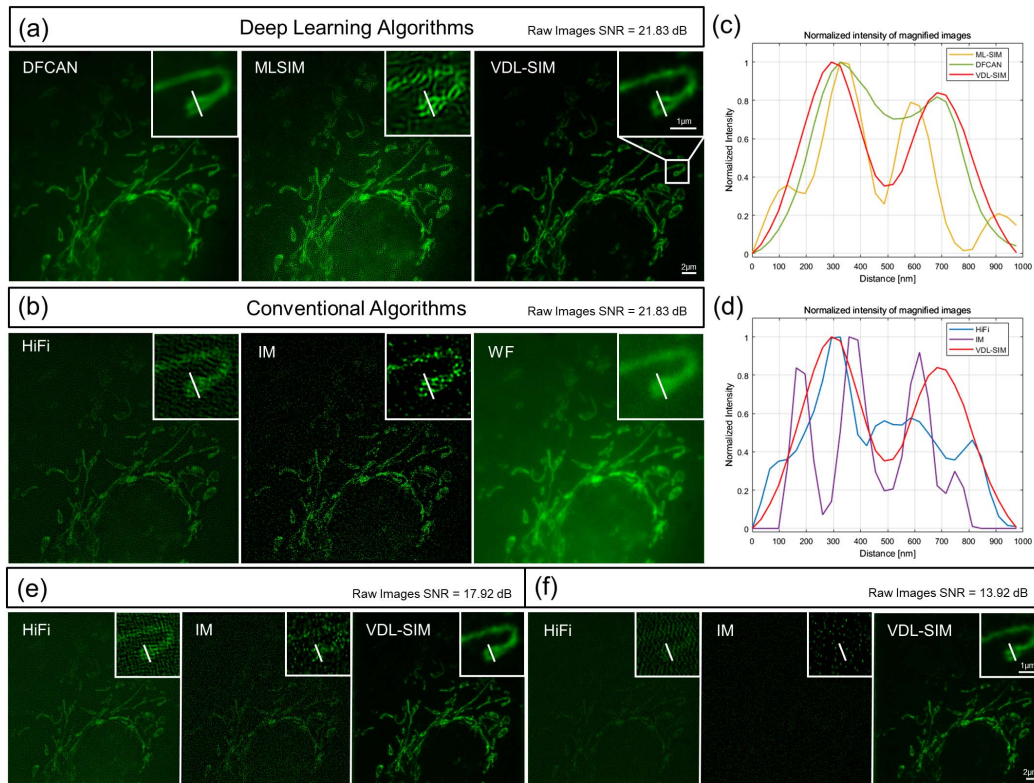 (a) Deep Learning Algorithms Raw Images SNR = 21.83 dB
DFCAN
MLSIM
VDL-SIM
1μm
2μm
(b) Conventional Algorithms Raw Images SNR = 21.83 dB
HiFi
IM
WF
(c)
Normalized intensity of magnified images
ML-SIM
DFCAN
VDL-SIM
Normalized Intensity
1
0.8
0.6
0.4
0.2
0
0 100 200 300 400 500 600 700 800 900 1000
Distance [nm]
(d)
Normalized intensity of magnified images
HiFi
IM
VDL-SIM
Normalized Intensity
1
0.8
0.6
0.4
0.2
0
0 100 200 300 400 500 600 700 800 900 1000
Distance [nm]
(e) Raw Images SNR = 17.92 dB
HiFi
IM
VDL-SIM
(f) Raw Images SNR = 13.92 dB
HiFi
IM
VDL-SIM
1μm
2μm